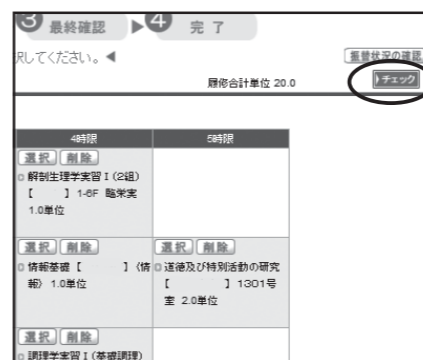 ③ 最終確認 ▶ ④ 完了
沢してください。◀
振替状況の確認
履修合計単位 20.0
チェック
4時限 5時限
選択 削除
解剖生理学実習Ⅰ(2組)
【 】1-6F 臨栄実
1.0単位
選択 削除
情報基礎【 】〈情
報〉 1.0単位
選択 削除
道徳及び特別活動の研究
【 】1301号
室 2.0単位
選択 削除
調理学実習Ⅰ(基礎調理)